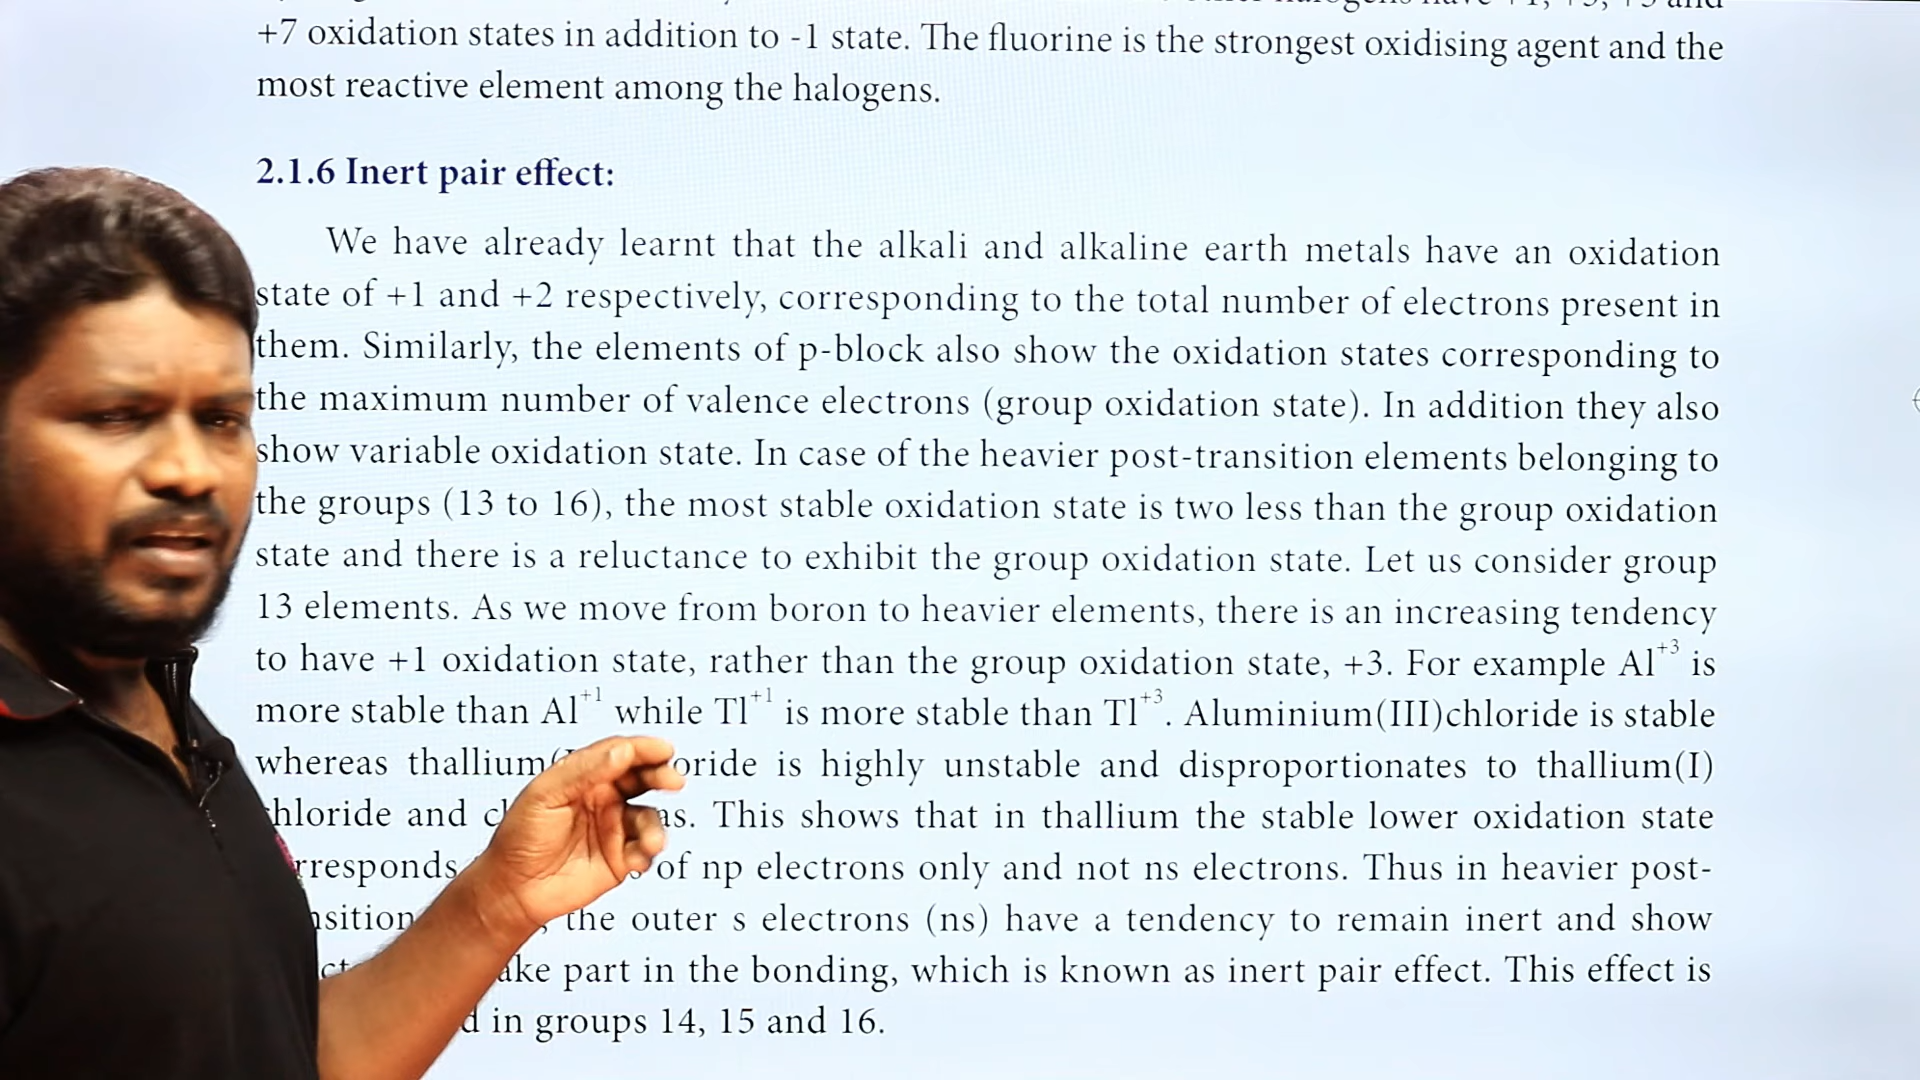 +7 oxidation states in addition to -1 state. The fluorine is the strongest oxidising agent and the
most reactive element among the halogens.
2.1.6 Inert pair effect:
We have already learnt that the alkali and alkaline earth metals have an oxidation
state of +1 and +2 respectively, corresponding to the total number of electrons present in
them. Similarly, the elements of p-block also show the oxidation states corresponding to
the maximum number of valence electrons (group oxidation state). In addition they also
show variable oxidation state. In case of the heavier post-transition elements belonging to
the groups (13 to 16), the most stable oxidation state is two less than the group oxidation
state and there is a reluctance to exhibit the group oxidation state. Let us consider group
13 elements. As we move from boron to heavier elements, there is an increasing tendency
to have +1 oxidation state, rather than the group oxidation state, +3. For example Al⁺³ is
more stable than Al⁺¹ while Tl⁺¹ is more stable than Tl⁺³. Aluminium(III)chloride is stable
whereas is highly unstable and disproportionates to thallium(I)
and This shows that in thallium the stable lower oxidation state
of np electrons only and not ns electrons. Thus in heavier post-
the outer s electrons (ns) have a tendency to remain inert and show
part in the bonding, which is known as inert pair effect. This effect is
in groups 14, 15 and 16.